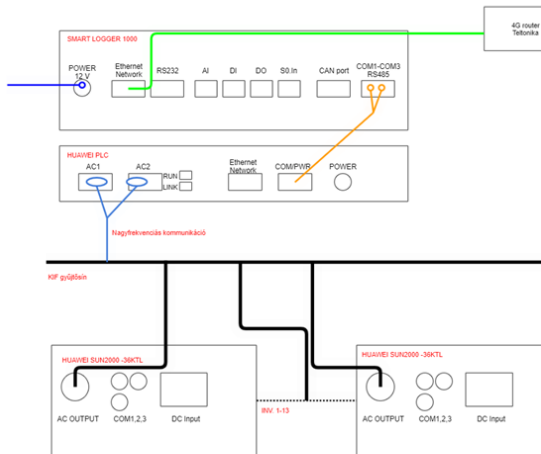 4G router
Teltonika
SMART LOGGER 1000
POWER
12 V
Ethernet
Network
RS232
AI
DI
DO
S0.In
CAN port
COM1-COM3
RS485
HUAWEI PLC
AC1
AC2
RUN
LINK
Ethernet
Network
COM/PWR
POWER
Nagyfrekvenciás kommunikáció
KIF gyűjtősín
HUAWEI SUN2000 -36KTL
AC OUTPUT
COM1,2,3
DC Input
INV. 1-13
HUAWEI SUN2000 -36KTL
AC OUTPUT
COM1,2,3
DC Input